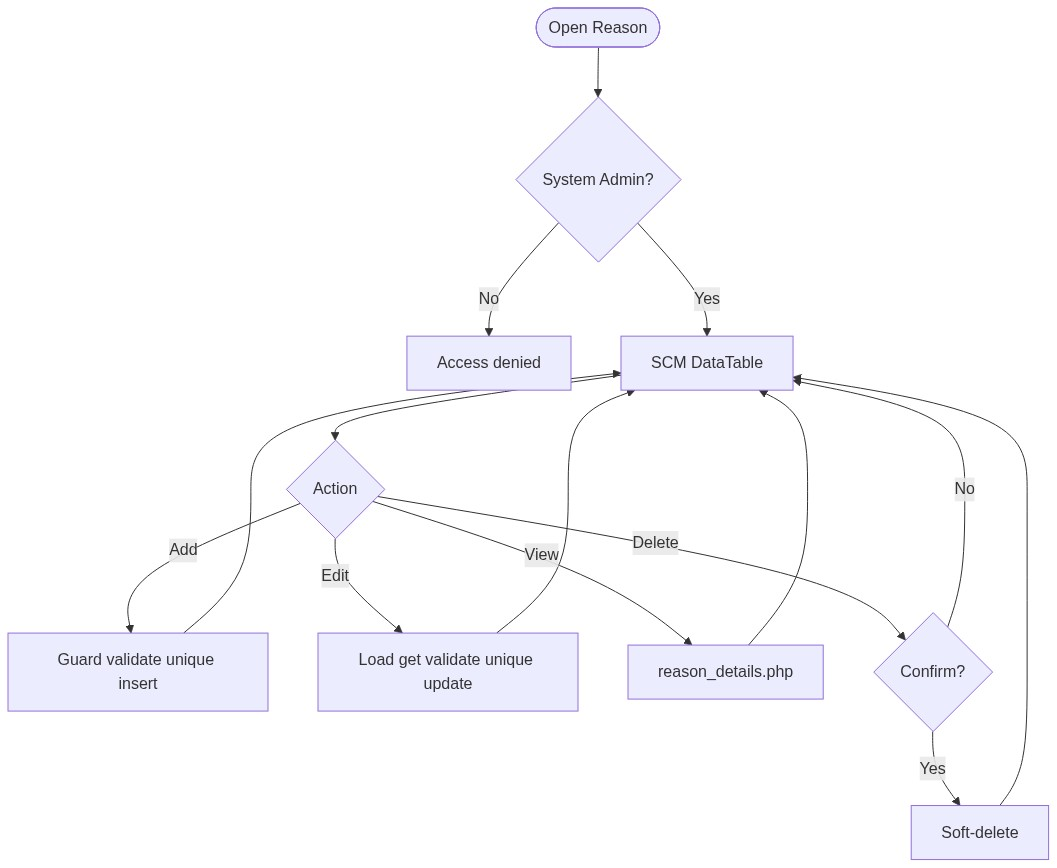 Open Reason
System Admin?
No
Yes
Access denied
SCM DataTable
Action
No
Add
Delete
View
Edit
Guard validate unique
insert
Load get validate unique
update
reason_details.php
Confirm?
Yes
Soft-delete